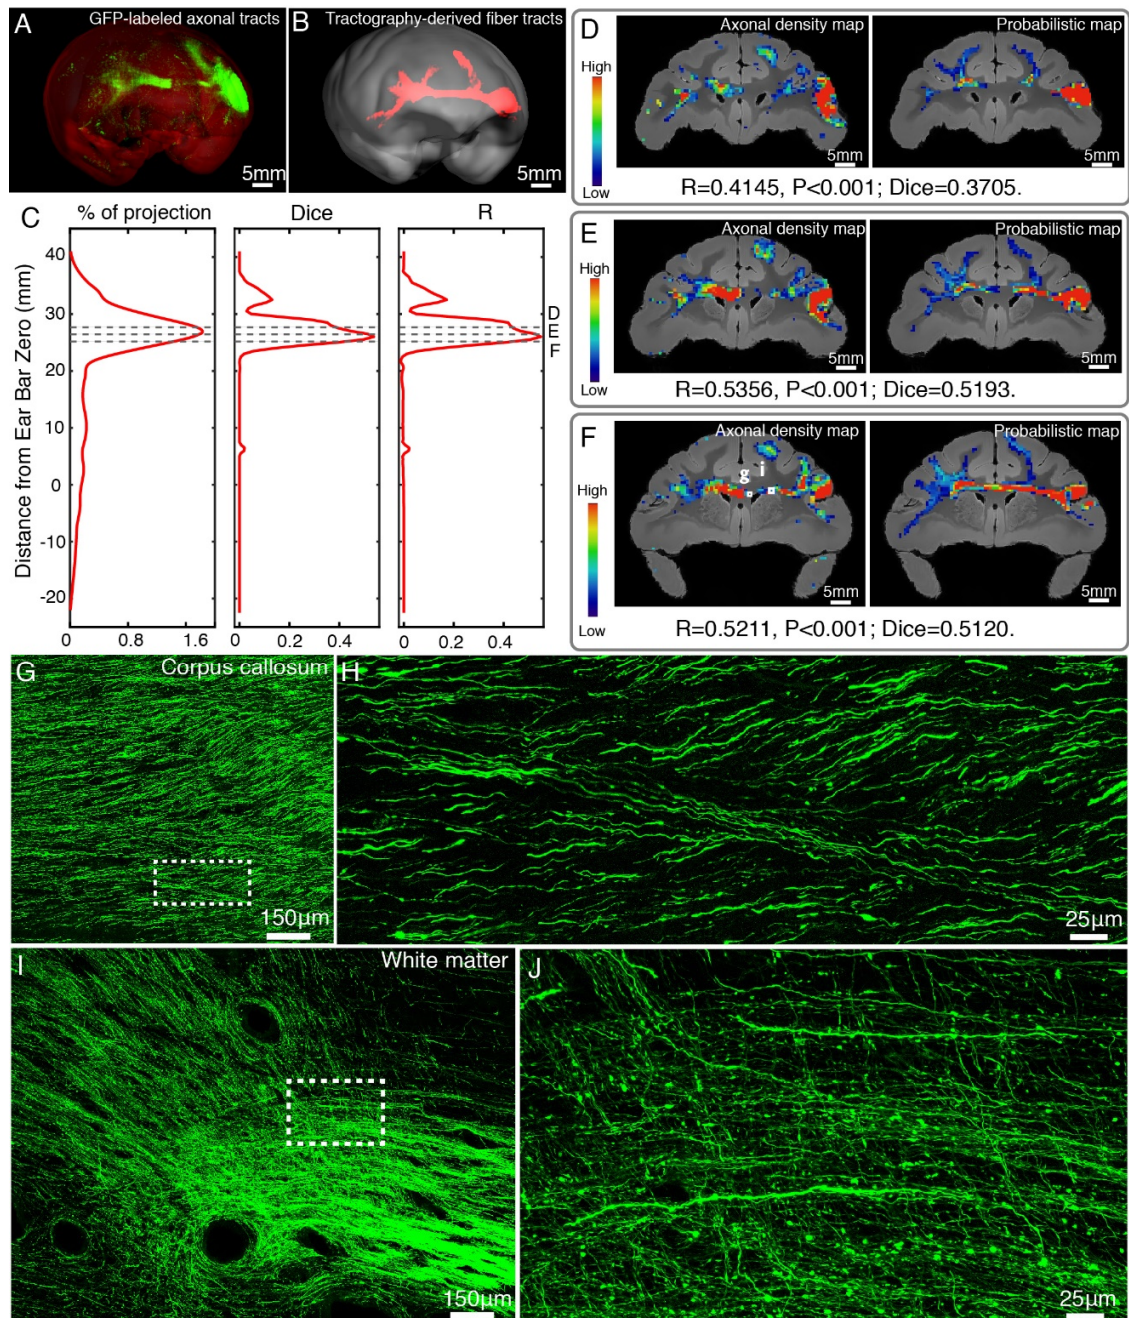 A GFP-labeled axonal tracts
5mm
B Tractography-derived fiber tracts
5mm
C % of projection Dice R
Distance from Ear Bar Zero (mm)
40
30
20
10
0
-10
-20
D
E
F
0 0.8 1.6 0 0.2 0.4 0 0.2 0.4
D Axonal density map Probabilistic map
High
Low
5mm 5mm
R=0.4145, P<0.001; Dice=0.3705.
E Axonal density map Probabilistic map
High
Low
5mm 5mm
R=0.5356, P<0.001; Dice=0.5193.
F Axonal density map Probabilistic map
High
Low
g i
5mm 5mm
R=0.5211, P<0.001; Dice=0.5120.
G Corpus callosum
150µm
H
25µm
I White matter
150µm
J
25µm